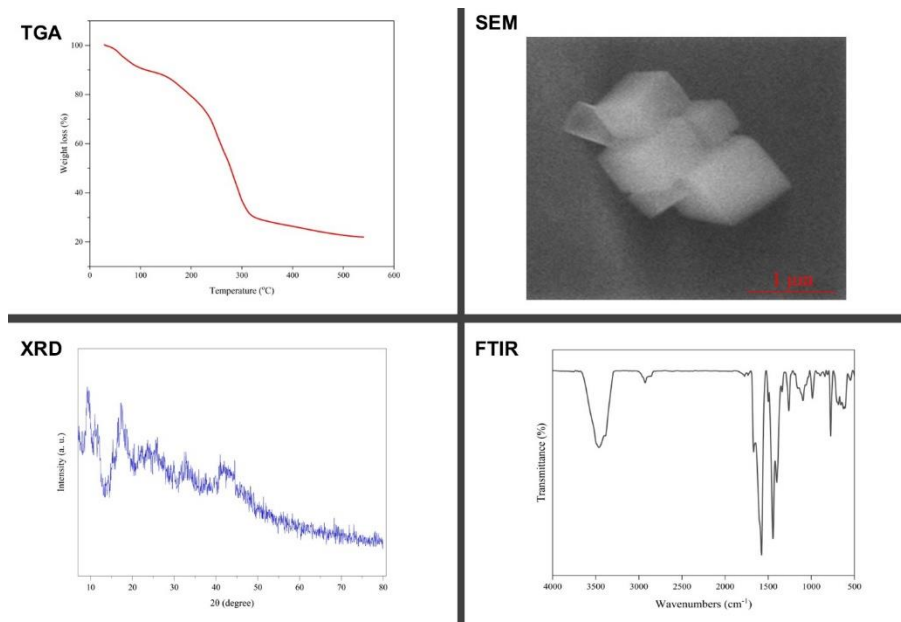 TGA
100
80
60
40
20
Weight loss (%)
0 100 200 300 400 500 600
Temperature (°C)
SEM
1 μm
XRD
Intensity (a. u.)
10 20 30 40 50 60 70 80
2θ (degree)
FTIR
Transmittance (%)
4000 3500 3000 2500 2000 1500 1000 500
Wavenumbers (cm⁻¹)